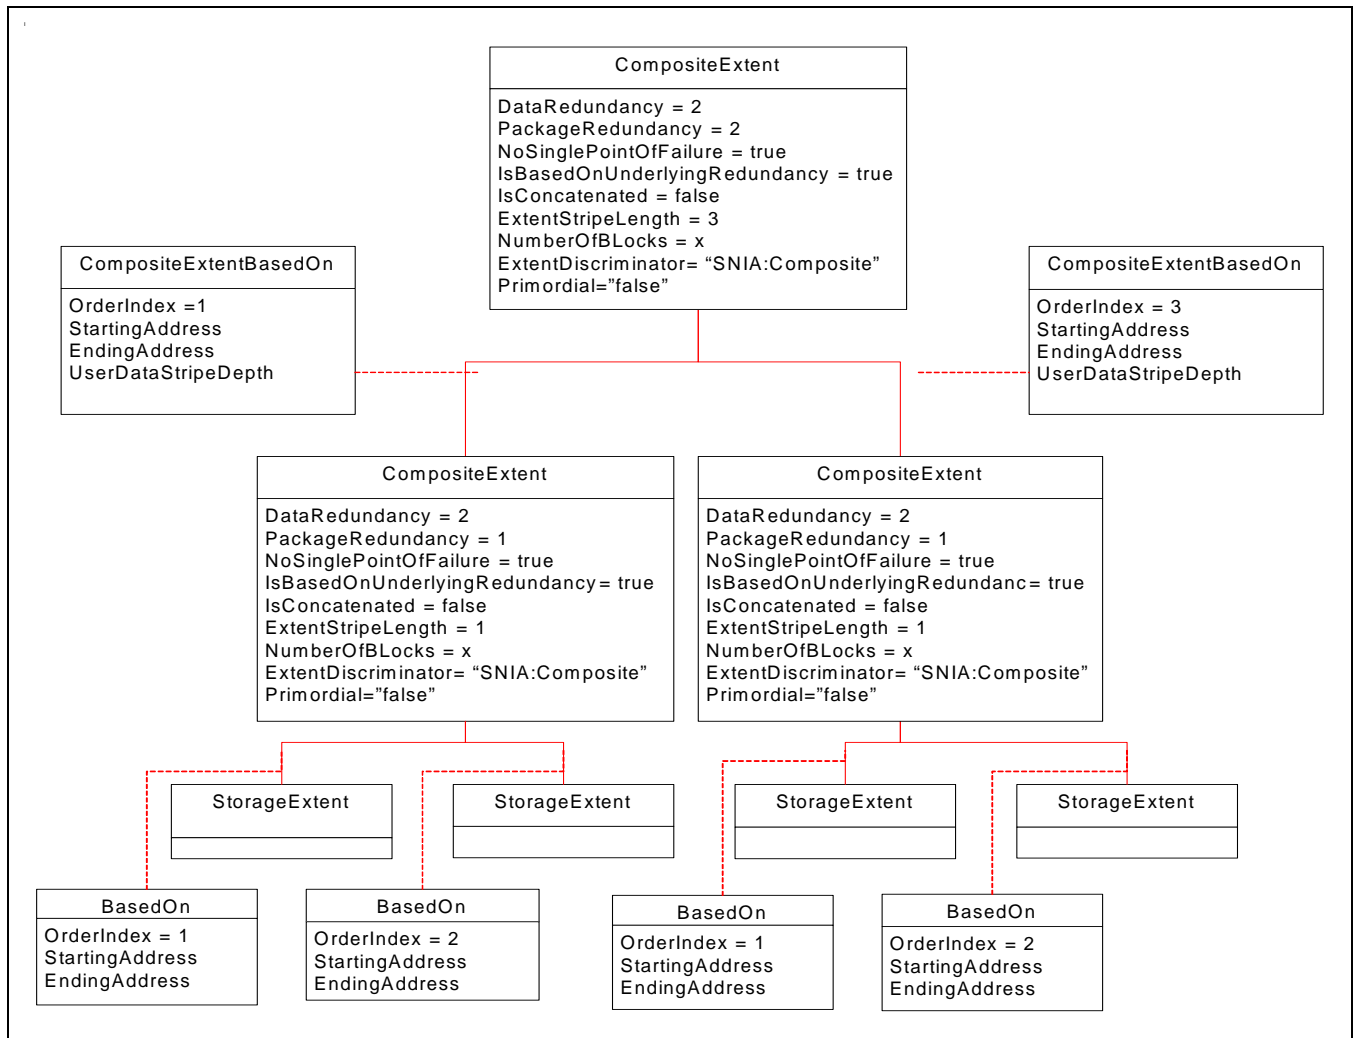 CompositeExtent
DataRedundancy = 2
PackageRedundancy = 2
NoSinglePointOfFailure = true
IsBasedOnUnderlyingRedundancy = true
IsConcatenated = false
ExtentStripeLength = 3
NumberOfBLocks = x
ExtentDiscriminator= “SNIA:Composite”
Primordial=”false”
CompositeExtentBasedOn
OrderIndex =1
StartingAddress
EndingAddress
UserDataStripeDepth
CompositeExtentBasedOn
OrderIndex = 3
StartingAddress
EndingAddress
UserDataStripeDepth
CompositeExtent
DataRedundancy = 2
PackageRedundancy = 1
NoSinglePointOfFailure = true
IsBasedOnUnderlyingRedundancy= true
IsConcatenated = false
ExtentStripeLength = 1
NumberOfBLocks = x
ExtentDiscriminator= “SNIA:Composite”
Primordial=”false”
CompositeExtent
DataRedundancy = 2
PackageRedundancy = 1
NoSinglePointOfFailure = true
IsBasedOnUnderlyingRedundanc= true
IsConcatenated = false
ExtentStripeLength = 1
NumberOfBLocks = x
ExtentDiscriminator= “SNIA:Composite”
Primordial=”false”
StorageExtent
StorageExtent
StorageExtent
StorageExtent
BasedOn
OrderIndex = 1
StartingAddress
EndingAddress
BasedOn
OrderIndex = 2
StartingAddress
EndingAddress
BasedOn
OrderIndex = 1
StartingAddress
EndingAddress
BasedOn
OrderIndex = 2
StartingAddress
EndingAddress